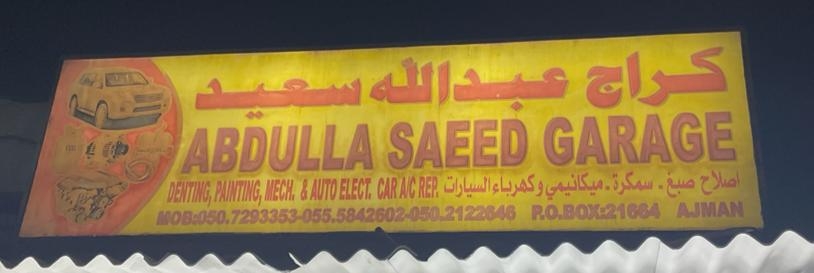 كراج عبدالله سعيد
ABDULLA SAEED GARAGE
DENTING, PAINTING, MECH. & AUTO ELECT. CAR A/C REP. اصلاح صبغ - سمكرة - ميكانيمي وكهرباء السيارات
MOB:050.7293353-055.5842602-050.2122646 P.O.BOX:21664 AJMAN